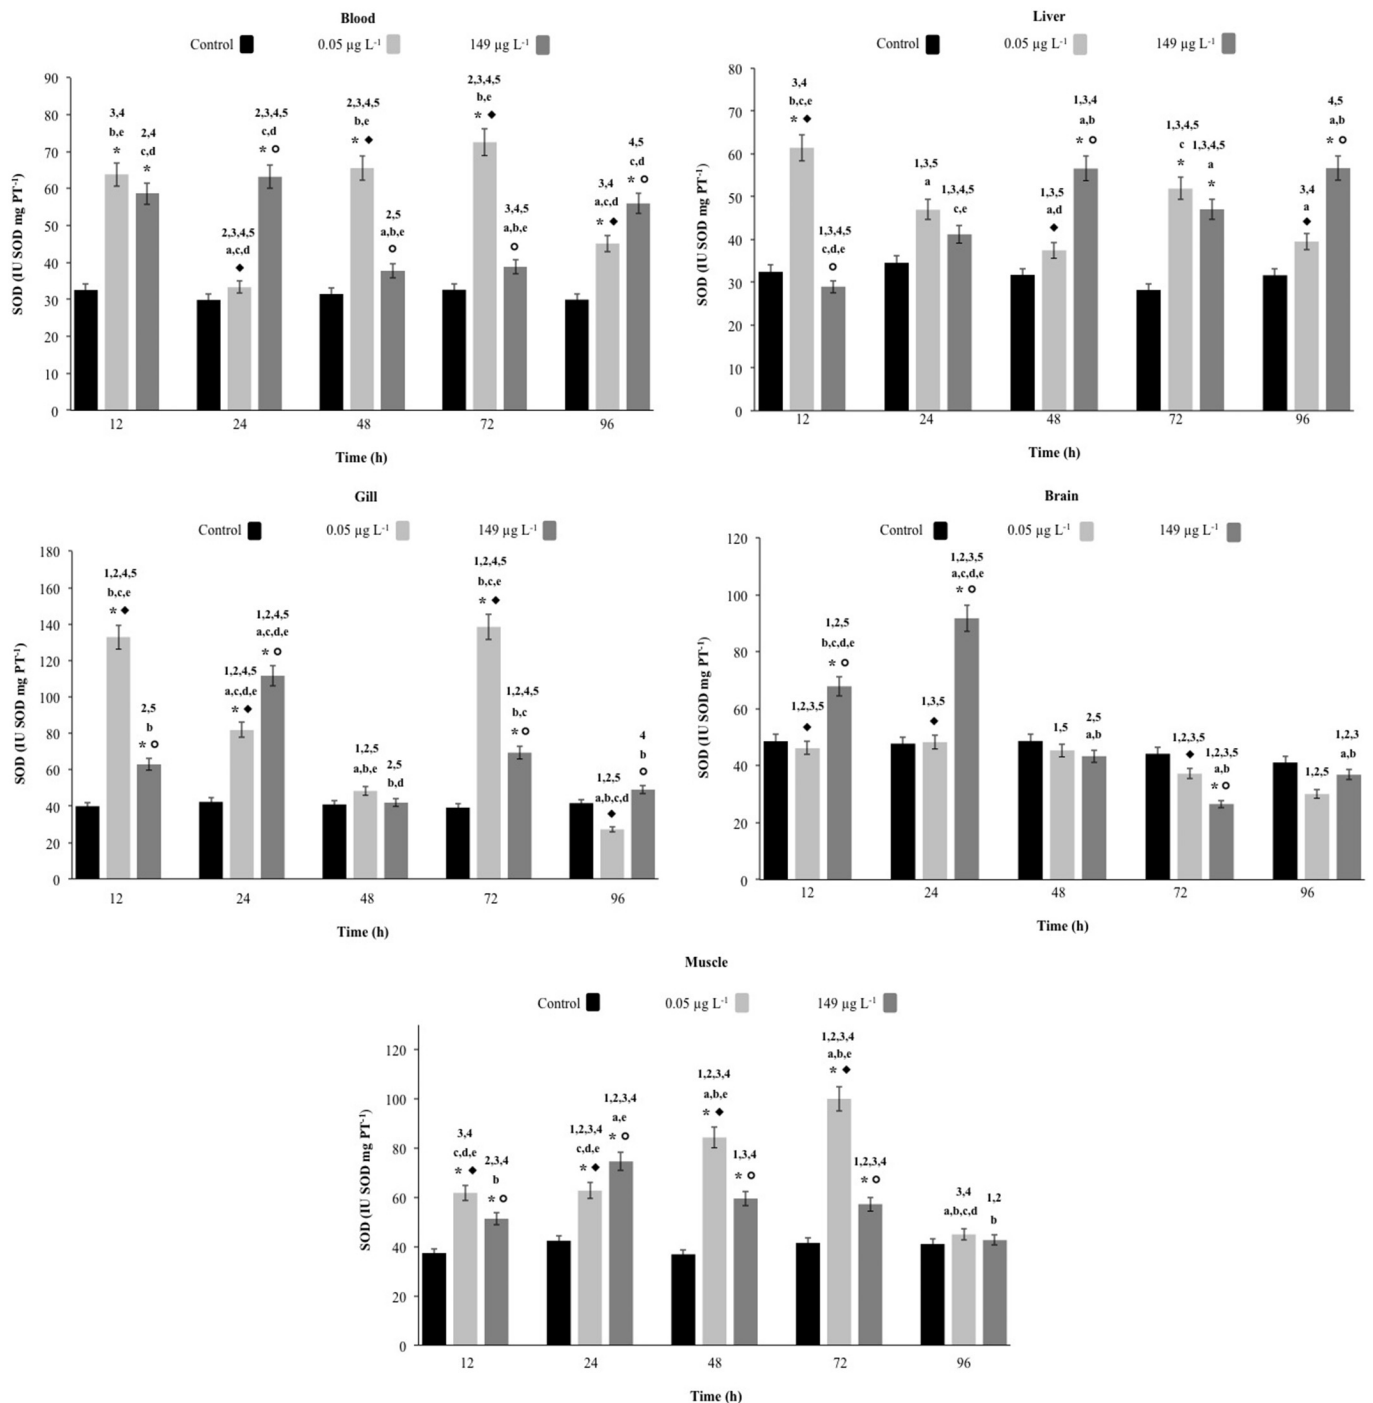 Blood
Control 0.05 µg L-1 149 µg L-1
SOD (IU SOD mg PT-1)
90
80
70
60
50
40
30
20
10
0
3,4
b,e
*
2,4
c,d
*
2,3,4,5
a,c,d
◆
2,3,4,5
c,d
* o
2,3,4,5
b,e
* ◆
2,5
a,b,e
o
2,3,4,5
b,e
* ◆
3,4,5
a,b,e
o
3,4
a,c,d
* ◆
4,5
c,d
* o
12 24 48 72 96
Time (h)
Liver
Control 0.05 µg L-1 149 µg L-1
SOD (IU SOD mg PT-1)
80
70
60
50
40
30
20
10
0
3,4
b,c,e
* ◆
1,3,4,5
c,d,e
o
1,3,5
a
1,3,4,5
c,e
1,3,5
a,d
◆
1,3,4
a,b
* o
1,3,4,5
c
*
1,3,4,5
a
*
3,4
a
◆
4,5
a,b
* o
12 24 48 72 96
Time (h)
Gill
Control 0.05 µg L-1 149 µg L-1
SOD (IU SOD mg PT-1)
180
160
140
120
100
80
60
40
20
0
1,2,4,5
b,c,e
* ◆
2,5
b
* o
1,2,4,5
a,c,d,e
* ◆
1,2,4,5
a,c,d,e
* o
1,2,5
a,b,e
2,5
b,d
1,2,4,5
b,c,e
* ◆
1,2,4,5
b,c
* o
1,2,5
a,b,c,d
◆
4
b
o
12 24 48 72 96
Time (h)
Brain
Control 0.05 µg L-1 149 µg L-1
SOD (IU SOD mg PT-1)
120
100
80
60
40
20
0
1,2,3,5
◆
1,2,5
b,c,d,e
* o
1,3,5
◆
1,2,3,5
a,c,d,e
* o
1,5
2,5
a,b
1,2,3,5
◆
1,2,3,5
a,b
* o
1,2,5
1,2,3
a,b
12 24 48 72 96
Time (h)
Muscle
Control 0.05 µg L-1 149 µg L-1
SOD (IU SOD mg PT-1)
120
100
80
60
40
20
0
3,4
c,d,e
* ◆
2,3,4
b
* o
1,2,3,4
c,d,e
* ◆
1,2,3,4
a,e
* o
1,2,3,4
a,b,e
* ◆
1,3,4
* o
1,2,3,4
a,b,e
* ◆
1,2,3,4
* o
3,4
a,b,c,d
1,2
b
12 24 48 72 96
Time (h)